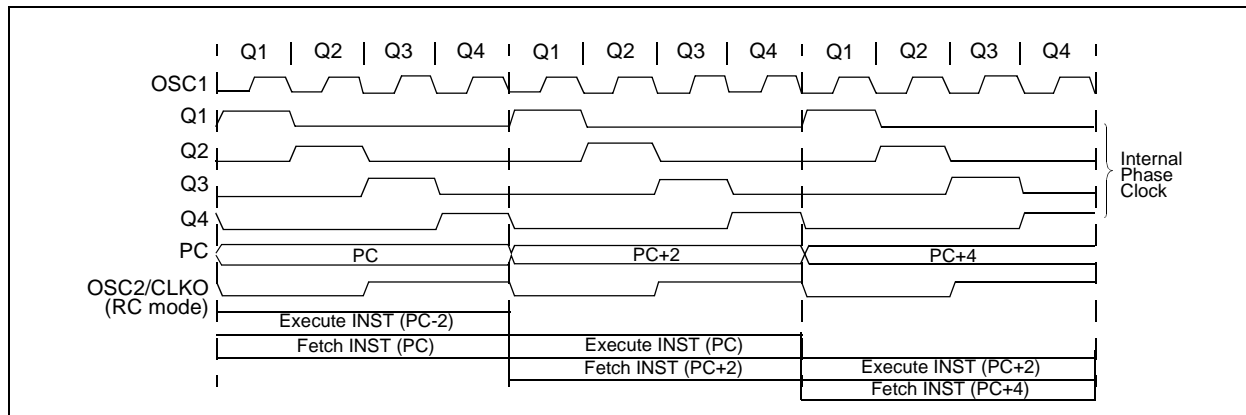 Q1 Q2 Q3 Q4 Q1 Q2 Q3 Q4 Q1 Q2 Q3 Q4
OSC1
Q1
Q2
Q3
Q4
Internal
Phase
Clock
PC PC PC+2 PC+4
OSC2/CLKO
(RC mode)
Execute INST (PC-2)
Fetch INST (PC) Execute INST (PC)
Fetch INST (PC+2) Execute INST (PC+2)
Fetch INST (PC+4)